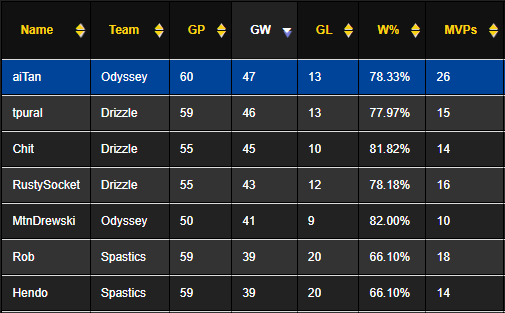 Name Team GP GW GL W% MVPs
aiTan Odyssey 60 47 13 78.33% 26
tpural Drizzle 59 46 13 77.97% 15
Chit Drizzle 55 45 10 81.82% 14
RustySocket Drizzle 55 43 12 78.18% 16
MtnDrewski Odyssey 50 41 9 82.00% 10
Rob Spastics 59 39 20 66.10% 18
Hendo Spastics 59 39 20 66.10% 14